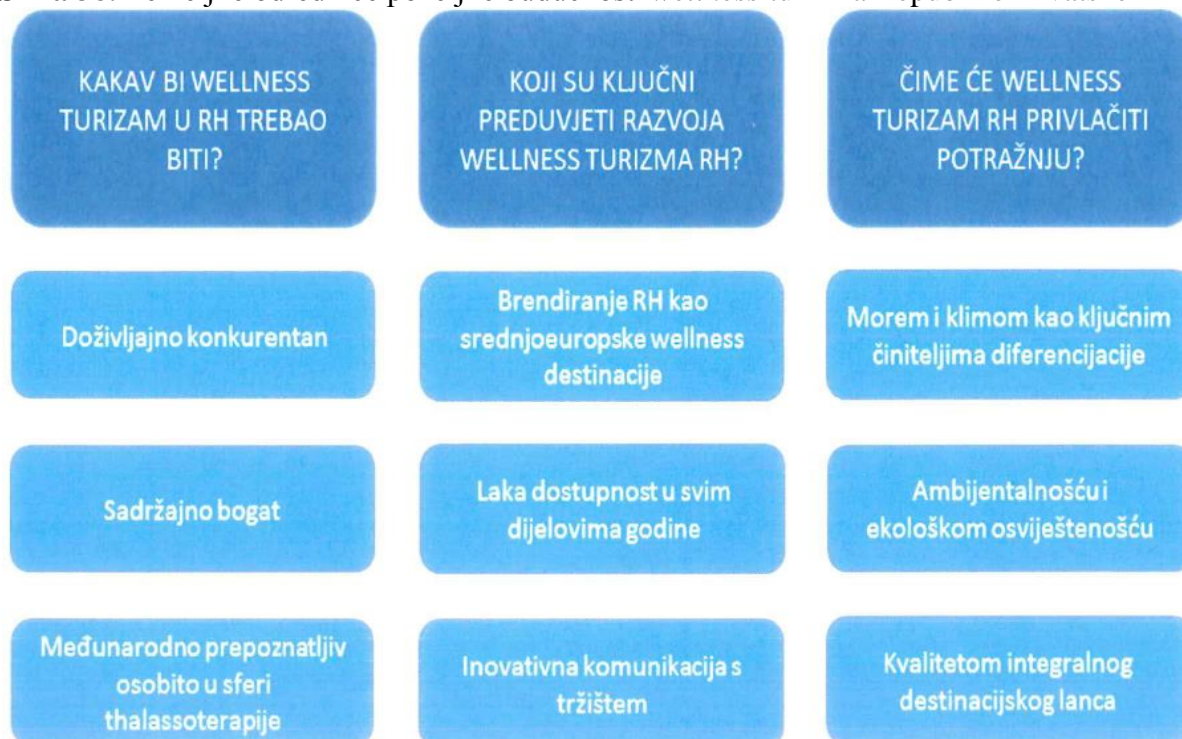 KAKAV BI WELLNESS
TURIZAM U RH TREBAO
BITI?
KOJI SU KLJUČNI
PREDUVJETI RAZVOJA
WELLNESS TURIZMA RH?
ČIME ĆE WELLNESS
TURIZAM RH PRIVLAČITI
POTRAŽNJU?
Doživljajno konkurentan
Brendiranje RH kao
srednjoeuropske wellness
destinacije
Morem i klimom kao ključnim
činiteljima diferencijacije
Sadržajno bogat
Laka dostupnost u svim
dijelovima godine
Ambijentalnošću i
ekološkom osviještenošću
Međunarodno prepoznatljiv
osobito u sferi
thalassoterapije
Inovativna komunikacija s
tržištem
Kvalitetom integralnog
destinacijskog lanca